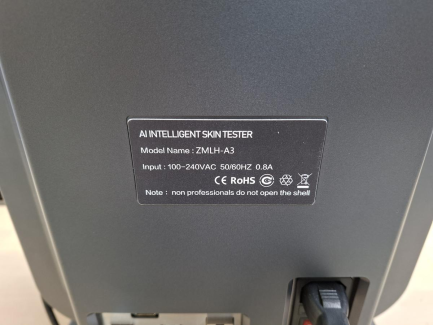 AI INTELLIGENT SKIN TESTER
Model Name : ZMLH-A3
Input : 100-240VAC 50/60HZ 0.8A
CE RoHS
Note : non professionals do not open the shell